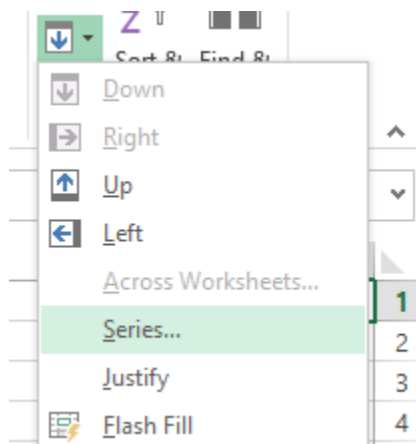 Z
Sort & Find &
Down
Right
Up
Left
Across Worksheets...
Series...
Justify
Flash Fill
1
2
3
4